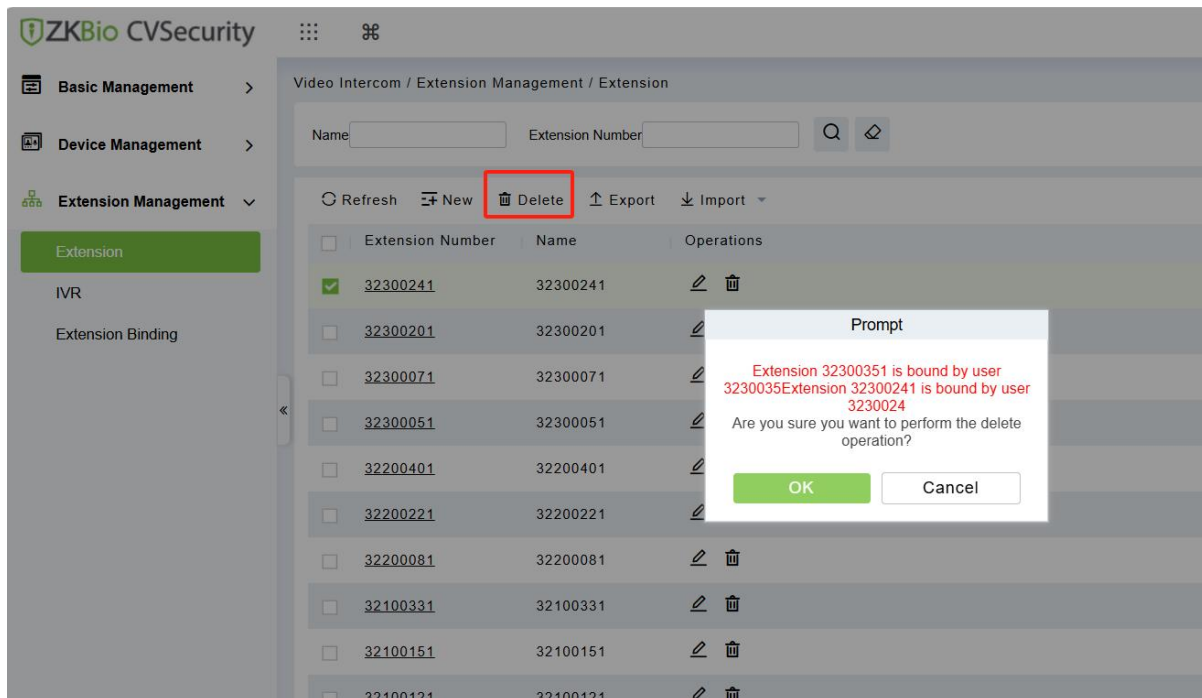 ZKBio CVSecurity
Basic Management
Device Management
Extension Management
Extension
IVR
Extension Binding
Video Intercom / Extension Management / Extension
Name
Extension Number
Refresh New Delete Export Import
Extension Number Name Operations
32300241 32300241
32300201 32300201
32300071 32300071
32300051 32300051
32200401 32200401
32200221 32200221
32200081 32200081
32100331 32100331
32100151 32100151
32100121 32100121
Prompt
Extension 32300351 is bound by user
3230035Extension 32300241 is bound by user
3230024
Are you sure you want to perform the delete
operation?
OK Cancel